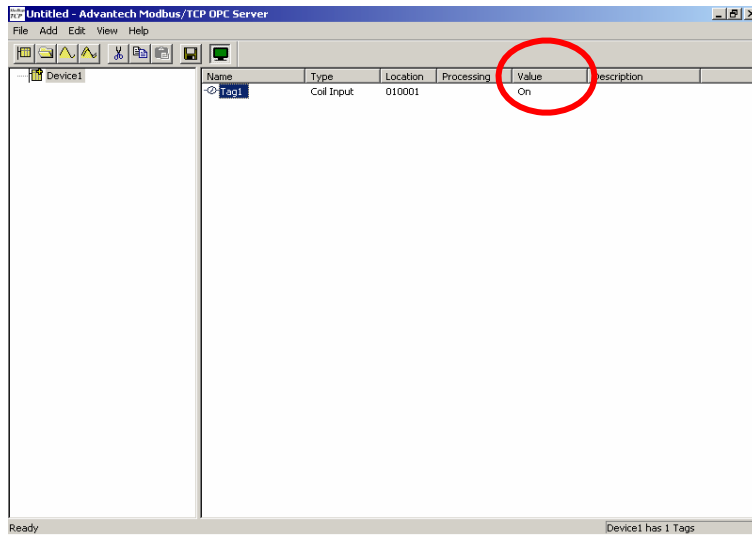 Untitled - Advantech Modbus/TCP OPC Server
File Add Edit View Help
Device1
Name Type Location Processing Value Description
Tag1 Coil Input 010001 On
Ready Device1 has 1 Tags